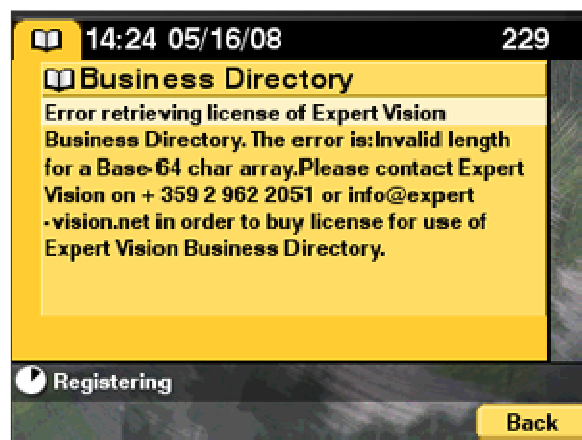 14:24 05/16/08 229
Business Directory
Error retrieving license of Expert Vision
Business Directory. The error is:Invalid length
for a Base-64 char array.Please contact Expert
Vision on + 359 2 962 2051 or info@expert
-vision.net in order to buy license for use of
Expert Vision Business Directory.
Registering
Back